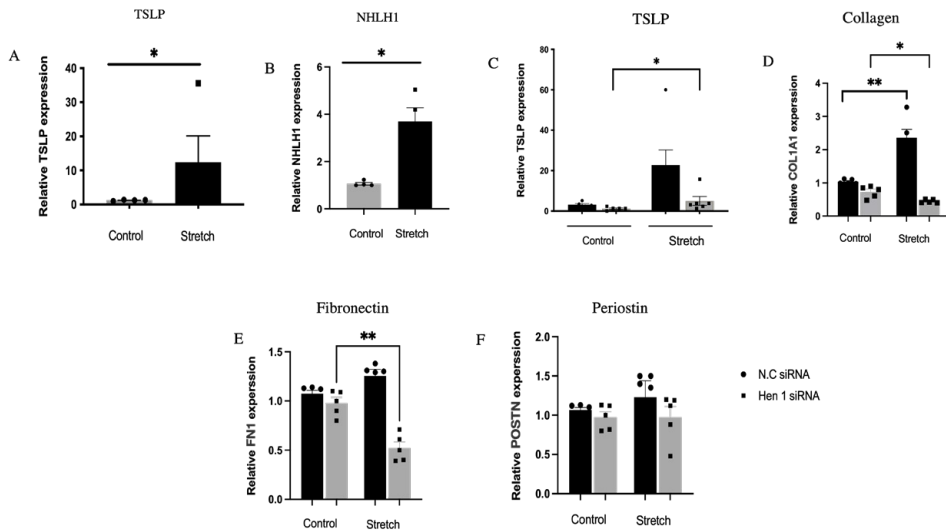 TSLP
A
*
Relative TSLP expression
40
30
20
10
0
Control Stretch
NHLH1
B
*
Relative NHLH1 expression
6
4
2
0
Control Stretch
TSLP
C
*
Relative TSLP expression
80
60
40
20
0
Control Stretch
Collagen
D
*
**
Relative COL1A1 experssion
4
3
2
1
0
Control Stretch
Fibronectin
E
**
Relative FN1 experssion
1.5
1.0
0.5
0.0
Control Stretch
Periostin
F
Relative POSTN experssion
2.0
1.5
1.0
0.5
0.0
Control Stretch
N.C siRNA
Hen 1 siRNA